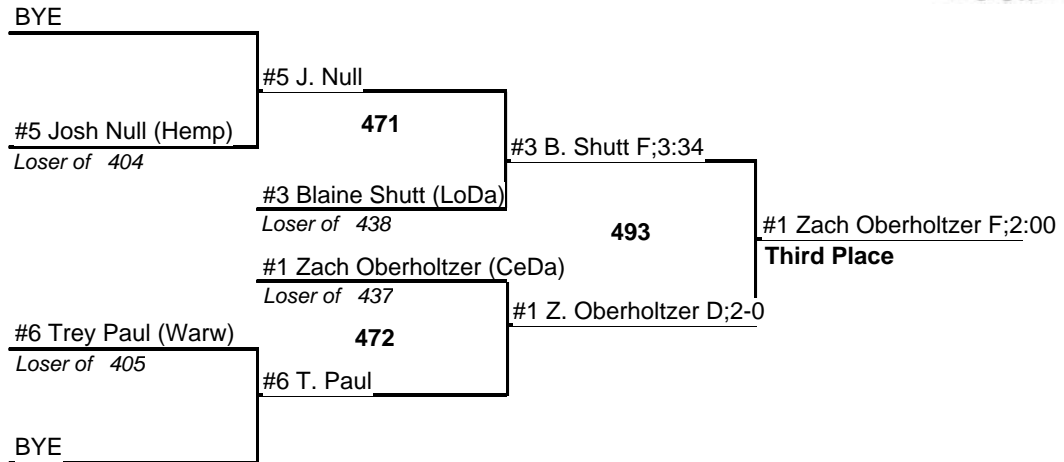 BYE
#5 J. Null
471
#5 Josh Null (Hemp)
Loser of 404
#3 B. Shutt F;3:34
#3 Blaine Shutt (LoDa)
Loser of 438
493
#1 Zach Oberholtzer F;2:00
Third Place
#1 Zach Oberholtzer (CeDa)
Loser of 437
#1 Z. Oberholtzer D;2-0
#6 Trey Paul (Warw)
Loser of 405
472
#6 T. Paul
BYE